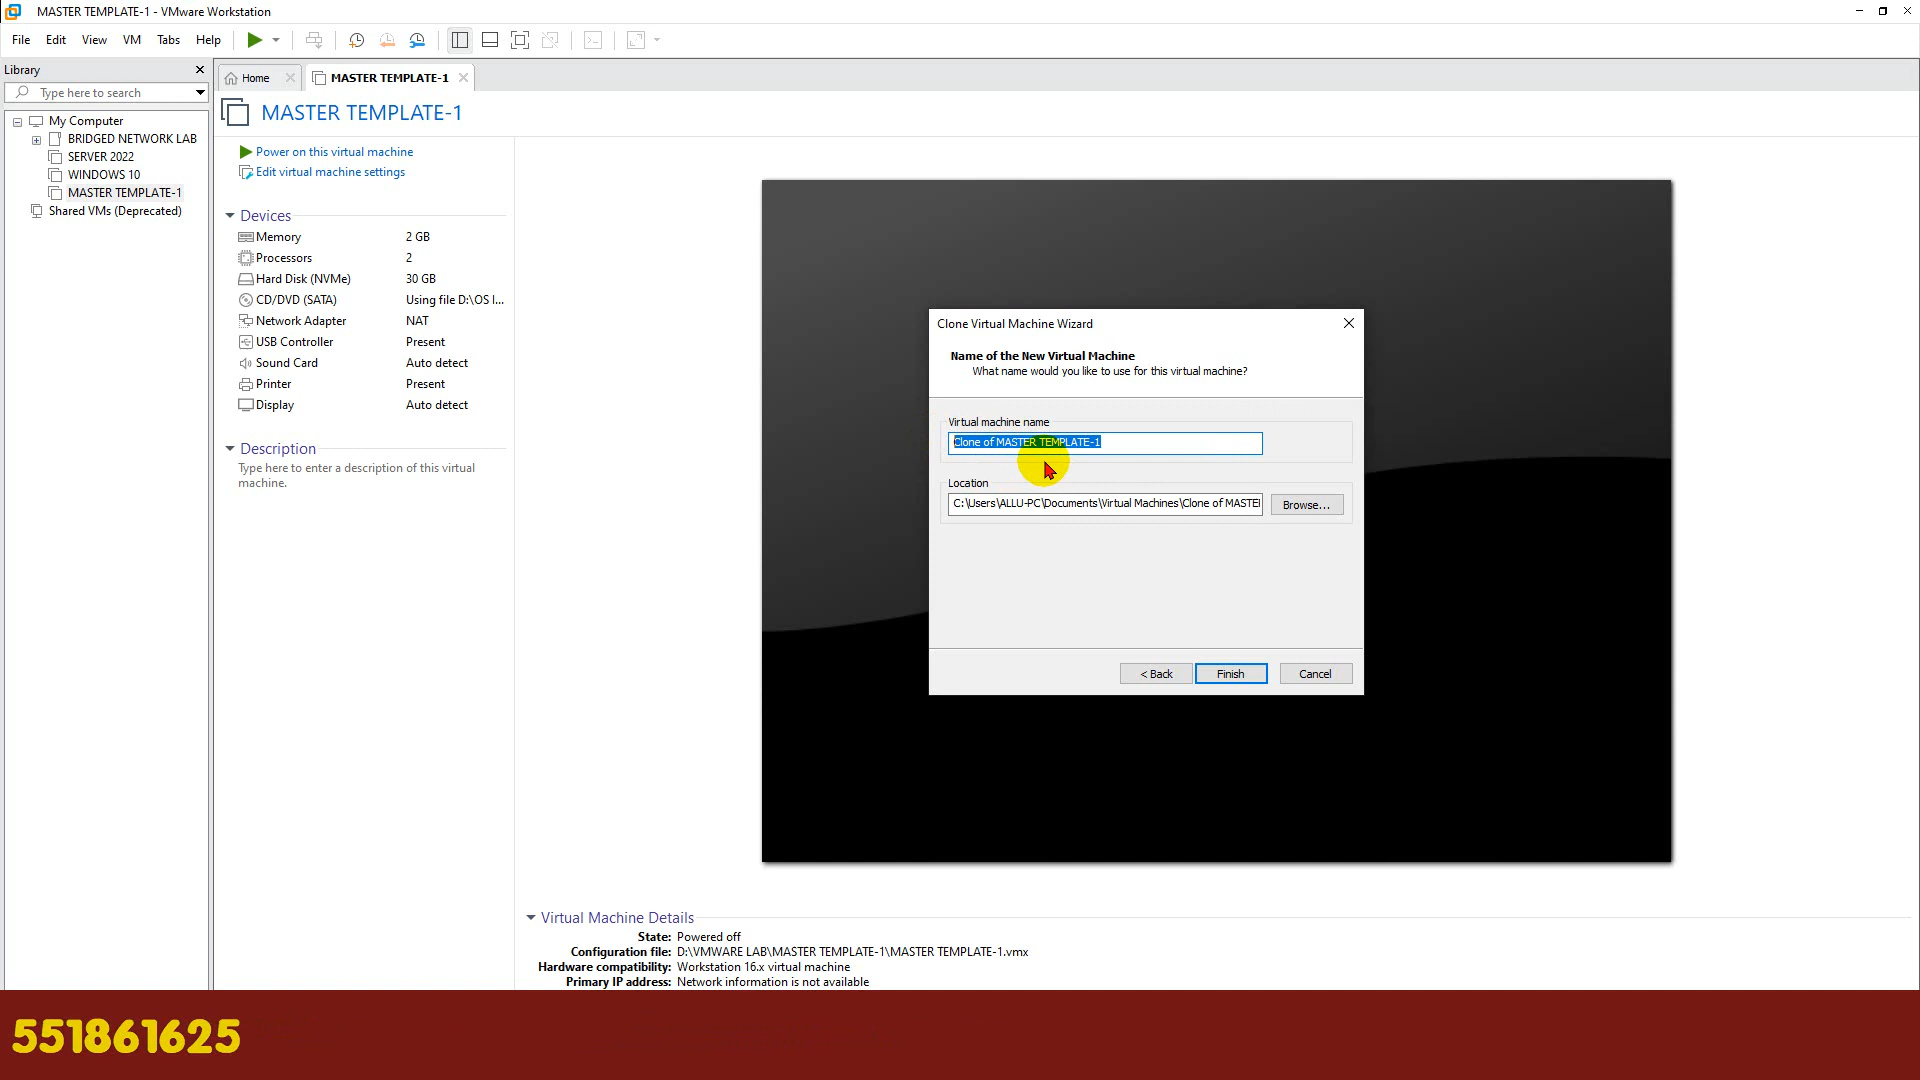 MASTER TEMPLATE-1 - VMware Workstation
File Edit View VM Tabs Help
Library
Type here to search
My Computer
BRIDGED NETWORK LAB
SERVER 2022
WINDOWS 10
MASTER TEMPLATE-1
Shared VMs (Deprecated)
Home
MASTER TEMPLATE-1
MASTER TEMPLATE-1
Power on this virtual machine
Edit virtual machine settings
Devices
Memory 2 GB
Processors 2
Hard Disk (NVMe) 30 GB
CD/DVD (SATA) Using file D:\OS I...
Network Adapter NAT
USB Controller Present
Sound Card Auto detect
Printer Present
Display Auto detect
Description
Type here to enter a description of this virtual
machine.
Clone Virtual Machine Wizard
Name of the New Virtual Machine
What name would you like to use for this virtual machine?
Virtual machine name
Clone of MASTER TEMPLATE-1
Location
C:\Users\ALLU-PC\Documents\Virtual Machines\Clone of MASTE
Browse...
< Back Finish Cancel
Virtual Machine Details
State: Powered off
Configuration file: D:\VMWARE LAB\MASTER TEMPLATE-1\MASTER TEMPLATE-1.vmx
Hardware compatibility: Workstation 16.x virtual machine
Primary IP address: Network information is not available
551861625